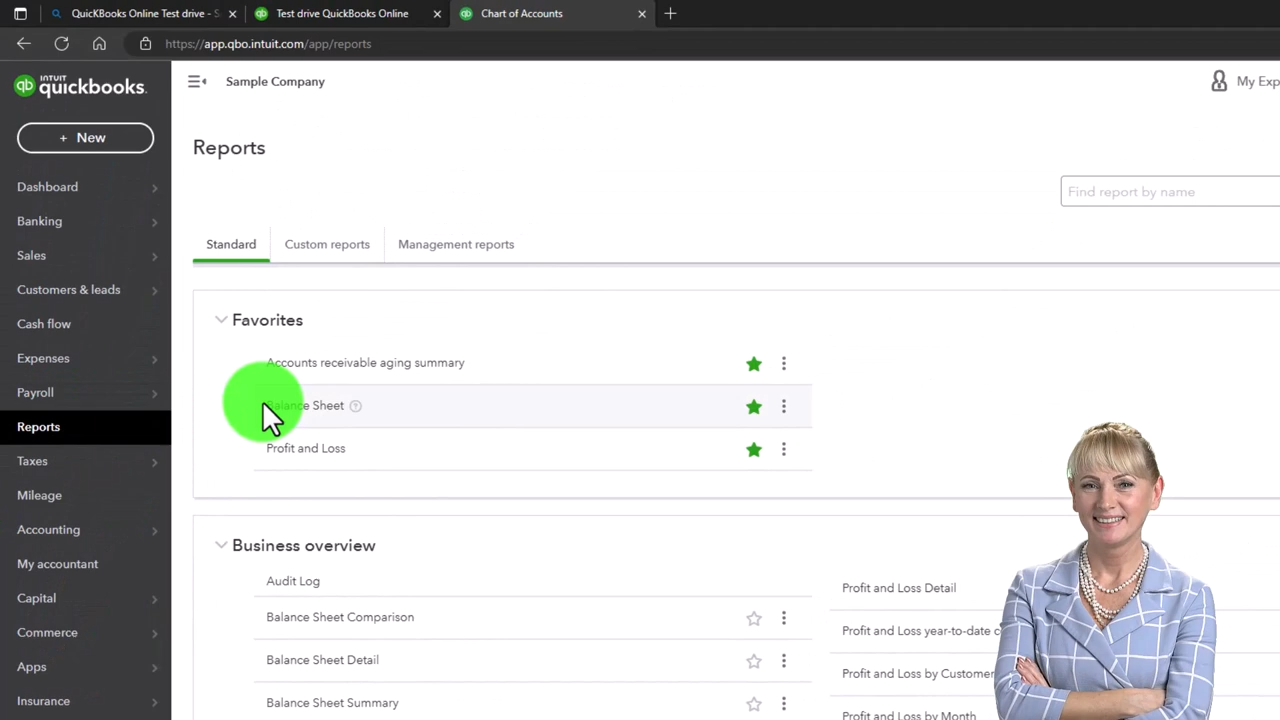 QuickBooks Online Test drive - S
Test drive QuickBooks Online
Chart of Accounts
https://app.qbo.intuit.com/app/reports
INTUIT
quickbooks.
Sample Company
My Exp
+ New
Reports
Find report by name
Dashboard
Banking
Sales
Customers & leads
Cash flow
Expenses
Payroll
Reports
Taxes
Mileage
Accounting
My accountant
Capital
Commerce
Apps
Insurance
Standard
Custom reports
Management reports
Favorites
Accounts receivable aging summary
Balance Sheet
Profit and Loss
Business overview
Audit Log
Balance Sheet Comparison
Balance Sheet Detail
Balance Sheet Summary
Profit and Loss Detail
Profit and Loss year-to-date c
Profit and Loss by Customer
Profit and Loss by Month